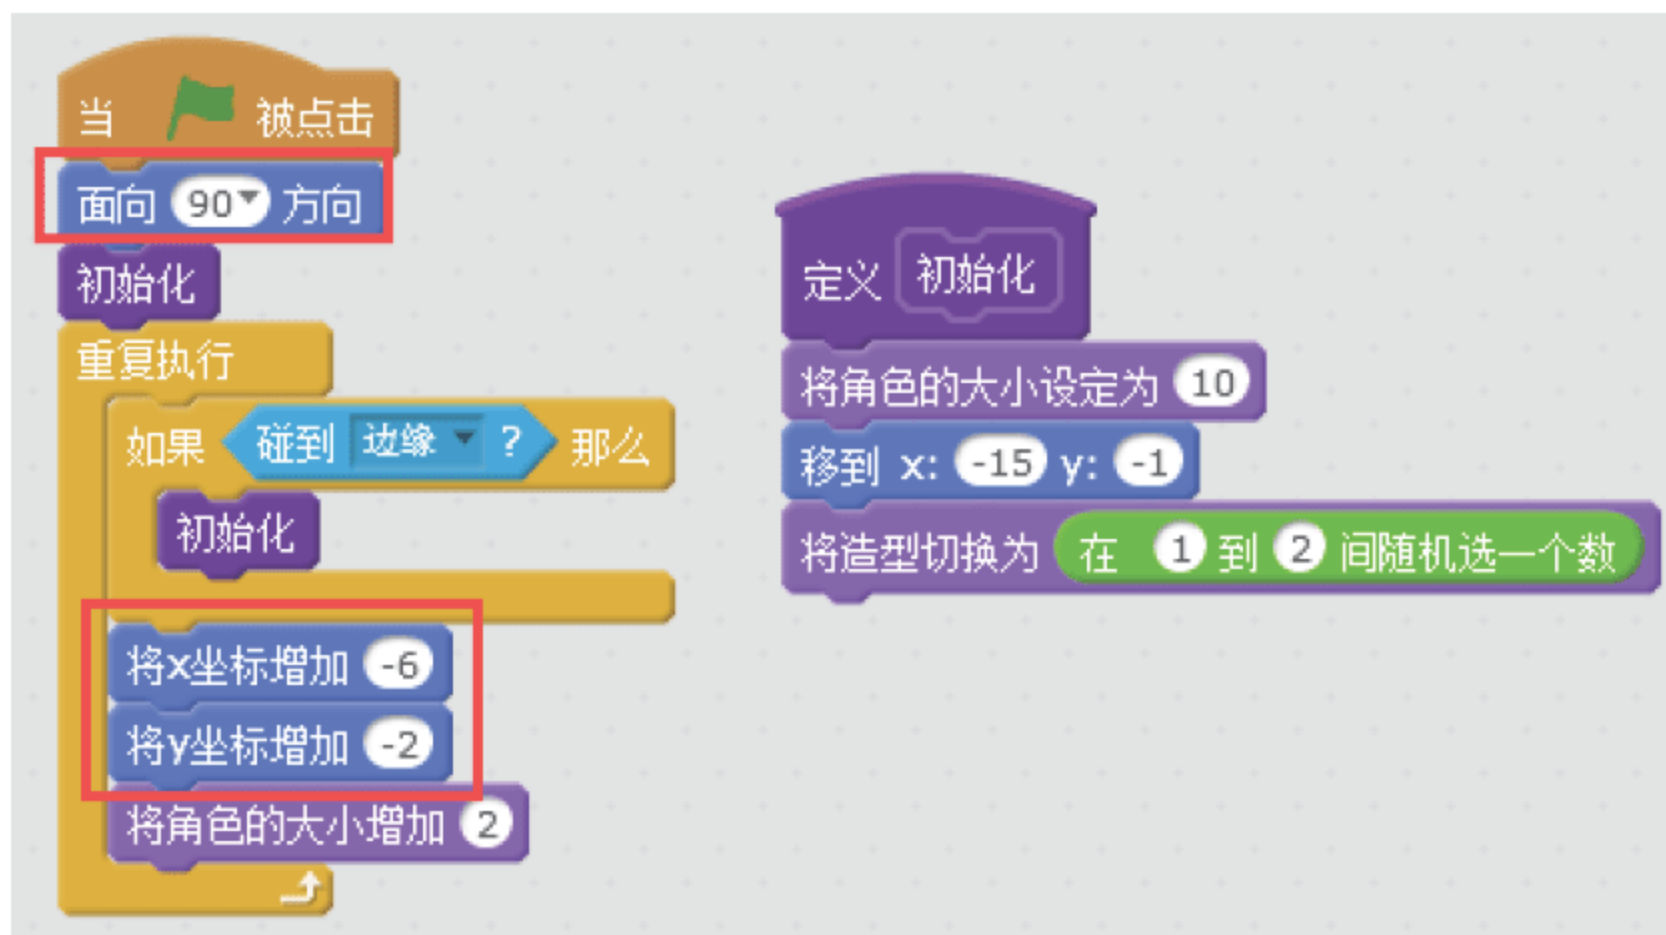 当 被点击
面向 90 方向
初始化
重复执行
如果 碰到 边缘 ? 那么
初始化
将x坐标增加 -6
将y坐标增加 -2
将角色的大小增加 2
定义 初始化
将角色的大小设定为 10
移到 x: -15 y: -1
将造型切换为 在 1 到 2 间随机选一个数